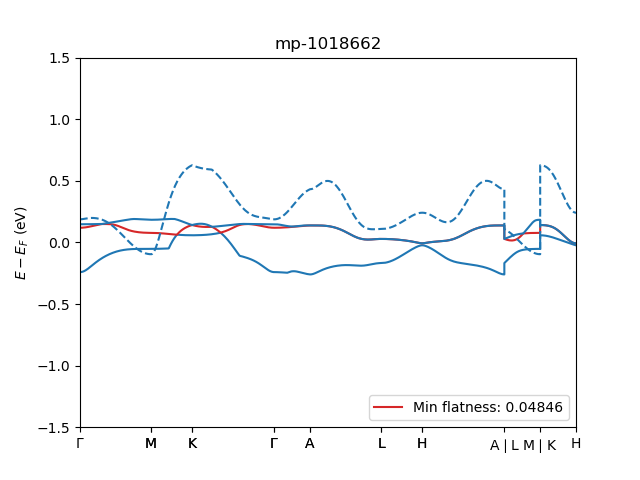 mp-1018662
1.5
1.0
0.5
0.0
−0.5
−1.0
−1.5
E − E_F (eV)
Min flatness: 0.04846
Γ M K Γ A L H A | L M | K H